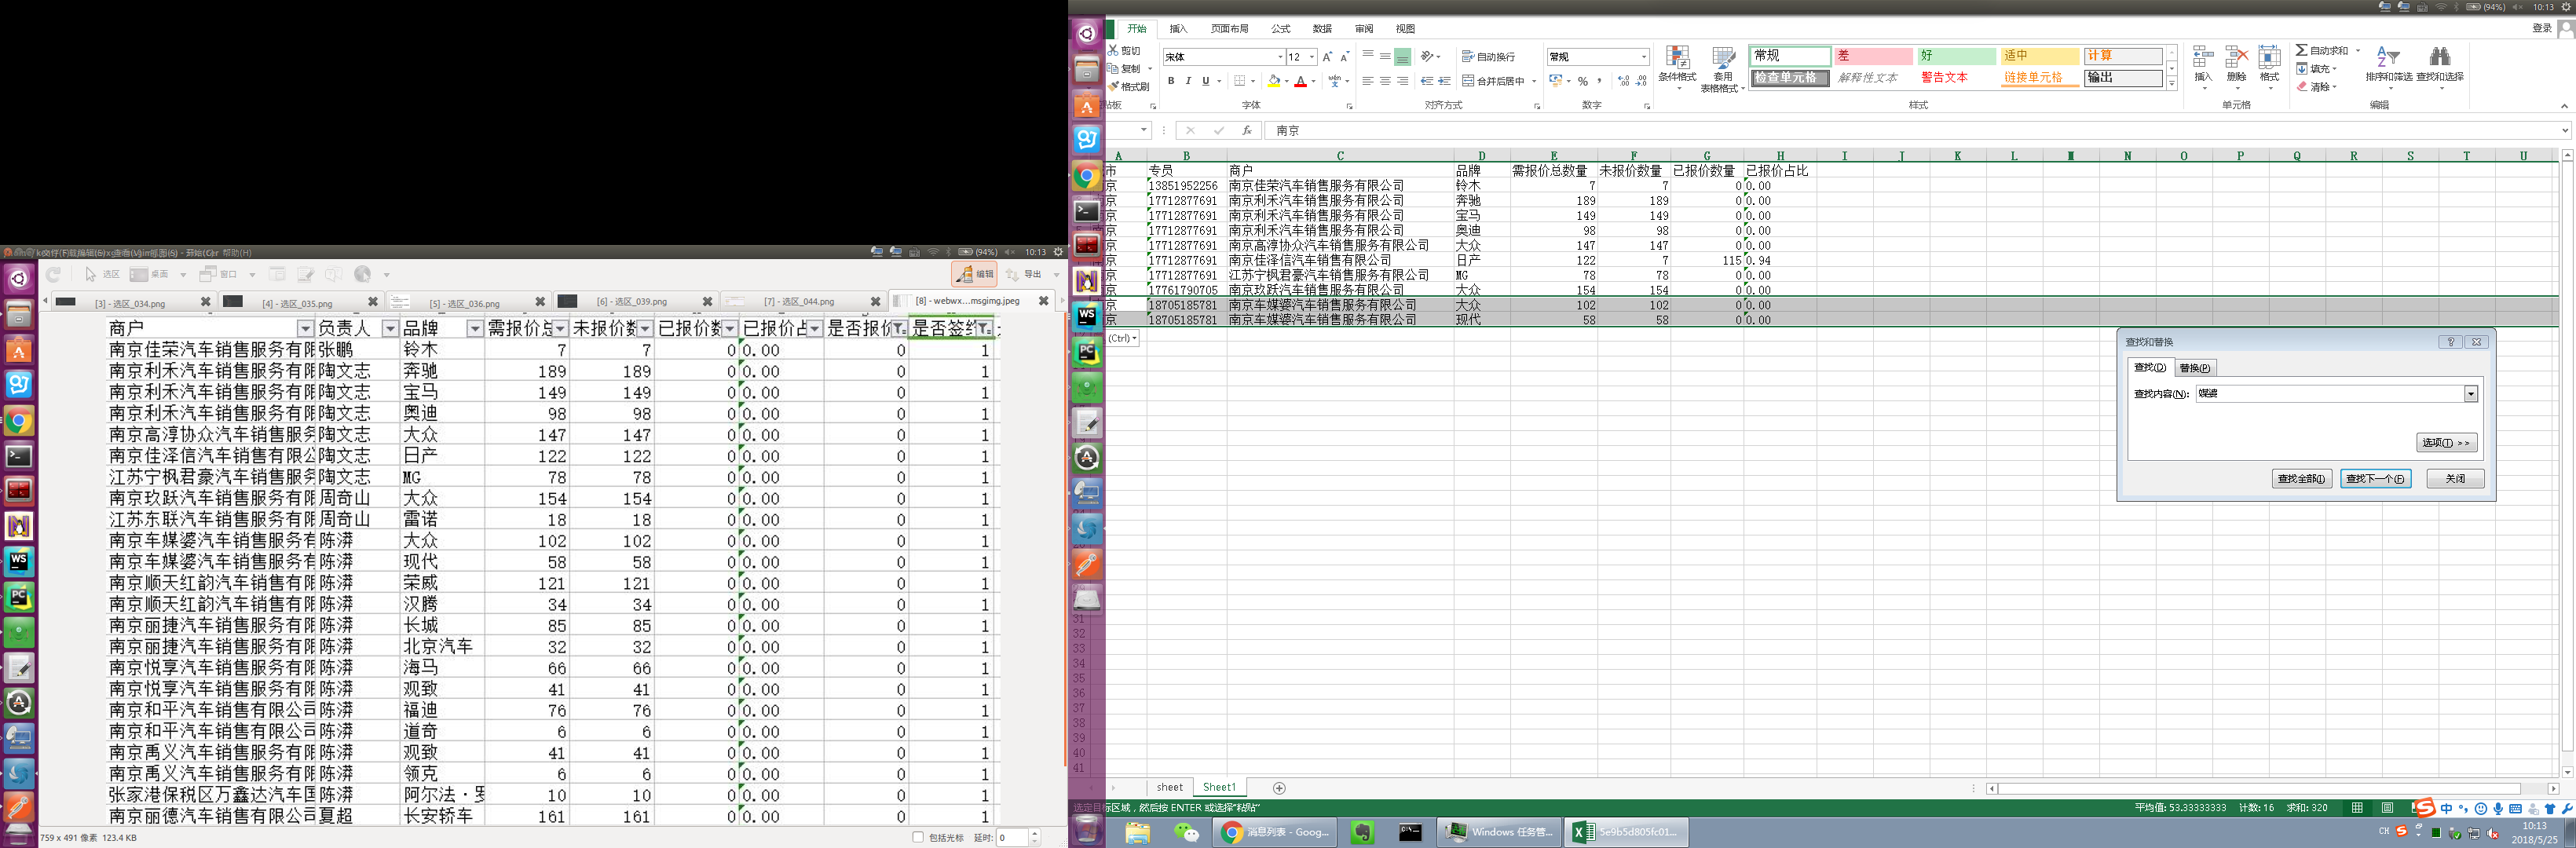 (94%) 10:13
帮助(H)
选区 桌面 窗口 编辑 导出
[3] - 选区_034.png [4] - 选区_035.png [5] - 选区_036.png [6] - 选区_039.png [7] - 选区_044.png [8] - webwx...msgimg.jpeg
商户 负责人 品牌 需报价总 未报价数 已报价数 已报价占 是否报价 是否签约
南京佳荣汽车销售服务有限 张鹏 铃木 7 7 0 0.00 0 1
南京利禾汽车销售服务有限 陶文志 奔驰 189 189 0 0.00 0 1
南京利禾汽车销售服务有限 陶文志 宝马 149 149 0 0.00 0 1
南京利禾汽车销售服务有限 陶文志 奥迪 98 98 0 0.00 0 1
南京高淳协众汽车销售服务 陶文志 大众 147 147 0 0.00 0 1
南京佳泽信汽车销售有限公 陶文志 日产 122 122 0 0.00 0 1
江苏宁枫君豪汽车销售服务 陶文志 MG 78 78 0 0.00 0 1
南京玖跃汽车销售服务有限 周奇山 大众 154 154 0 0.00 0 1
江苏东联汽车销售服务有限 周奇山 雷诺 18 18 0 0.00 0 1
南京车媒婆汽车销售服务有 陈漭 大众 102 102 0 0.00 0 1
南京车媒婆汽车销售服务有 陈漭 现代 58 58 0 0.00 0 1
南京顺天红韵汽车销售有限 陈漭 荣威 121 121 0 0.00 0 1
南京顺天红韵汽车销售有限 陈漭 汉腾 34 34 0 0.00 0 1
南京丽捷汽车销售服务有限 陈漭 长城 85 85 0 0.00 0 1
南京丽捷汽车销售服务有限 陈漭 北京汽车 32 32 0 0.00 0 1
南京悦享汽车销售服务有限 陈漭 海马 66 66 0 0.00 0 1
南京悦享汽车销售服务有限 陈漭 观致 41 41 0 0.00 0 1
南京和平汽车销售有限公司 陈漭 福迪 76 76 0 0.00 0 1
南京和平汽车销售有限公司 陈漭 道奇 6 6 0 0.00 0 1
南京禹义汽车销售服务有限 陈漭 观致 41 41 0 0.00 0 1
南京禹义汽车销售服务有限 陈漭 领克 6 6 0 0.00 0 1
张家港保税区万鑫达汽车国 陈漭 阿尔法·罗 10 10 0 0.00 0 1
南京丽德汽车销售服务有限 夏超 长安轿车 161 161 0 0.00 0 1
759 x 491 像素 123.4 KB 包括光标 延时: 0
(94%) 10:13
开始 插入 页面布局 公式 数据 审阅 视图 登录
剪切 宋体 12 自动换行 常规 条件格式 套用表格格式 常规 差 好 适中 计算 插入 删除 格式 自动求和 排序和筛选 查找和选择
复制 B I U 合并后居中 % 检查单元格 解释性文本 警告文本 链接单元格 输出 填充
格式刷 清除
贴板 字体 对齐方式 数字 样式 单元格 编辑
fx 南京
A B C D E F G H I J K L M N O P Q R S T U
市 专员 商户 品牌 需报价总数量 未报价数量 已报价数量 已报价占比
京 13851952256 南京佳荣汽车销售服务有限公司 铃木 7 7 0 0.00
京 17712877691 南京利禾汽车销售服务有限公司 奔驰 189 189 0 0.00
京 17712877691 南京利禾汽车销售服务有限公司 宝马 149 149 0 0.00
京 17712877691 南京利禾汽车销售服务有限公司 奥迪 98 98 0 0.00
京 17712877691 南京高淳协众汽车销售服务有限公司 大众 147 147 0 0.00
京 17712877691 南京佳泽信汽车销售有限公司 日产 122 7 115 0.94
京 17712877691 江苏宁枫君豪汽车销售服务有限公司 MG 78 78 0 0.00
京 17761790705 南京玖跃汽车销售服务有限公司 大众 154 154 0 0.00
京 18705185781 南京车媒婆汽车销售服务有限公司 大众 102 102 0 0.00
京 18705185781 南京车媒婆汽车销售服务有限公司 现代 58 58 0 0.00
(Ctrl)
查找和替换
查找(D) 替换(P)
查找内容(N): 媒婆
选项(T) >>
查找全部(I) 查找下一个(F) 关闭
31
32
33
34
35
36
37
38
39
40
41
sheet Sheet1
选定目标区域，然后按 ENTER 或选择"粘贴" 平均值: 53.33333333 计数: 16 求和: 320 中
消息列表 - Goog... Windows 任务管... 5e9b5d805fc01... CH 10:13
2018/5/25